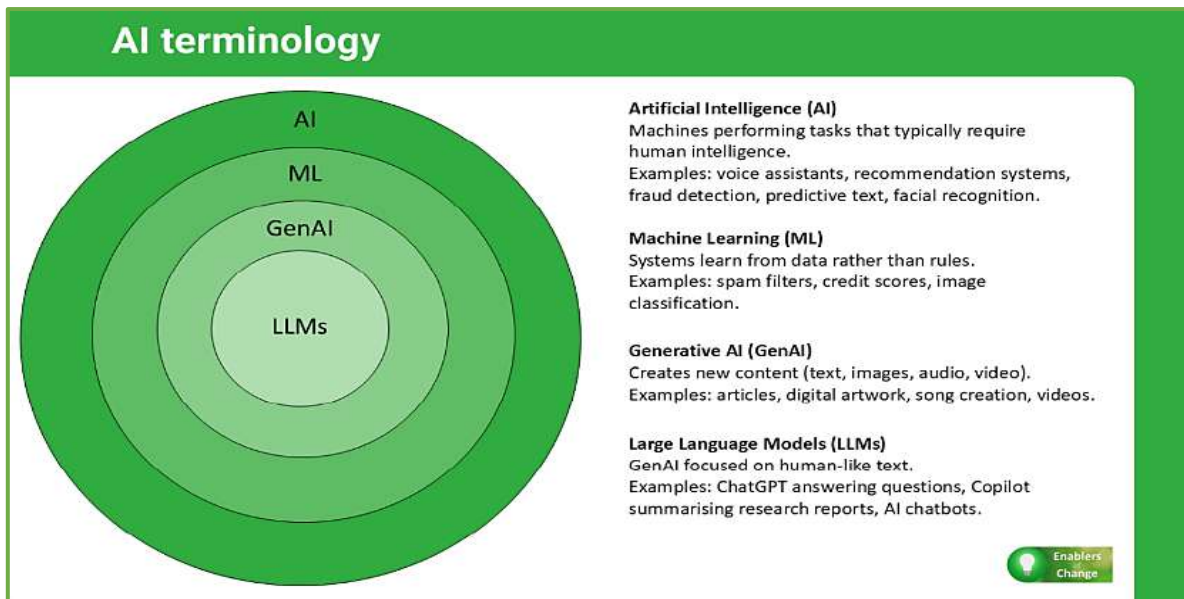 AI terminology
AI
ML
GenAI
LLMs
Artificial Intelligence (AI)
Machines performing tasks that typically require
human intelligence.
Examples: voice assistants, recommendation systems,
fraud detection, predictive text, facial recognition.
Machine Learning (ML)
Systems learn from data rather than rules.
Examples: spam filters, credit scores, image
classification.
Generative AI (GenAI)
Creates new content (text, images, audio, video).
Examples: articles, digital artwork, song creation, videos.
Large Language Models (LLMs)
GenAI focused on human-like text.
Examples: ChatGPT answering questions, Copilot
summarising research reports, AI chatbots.
Enablers
of
Change